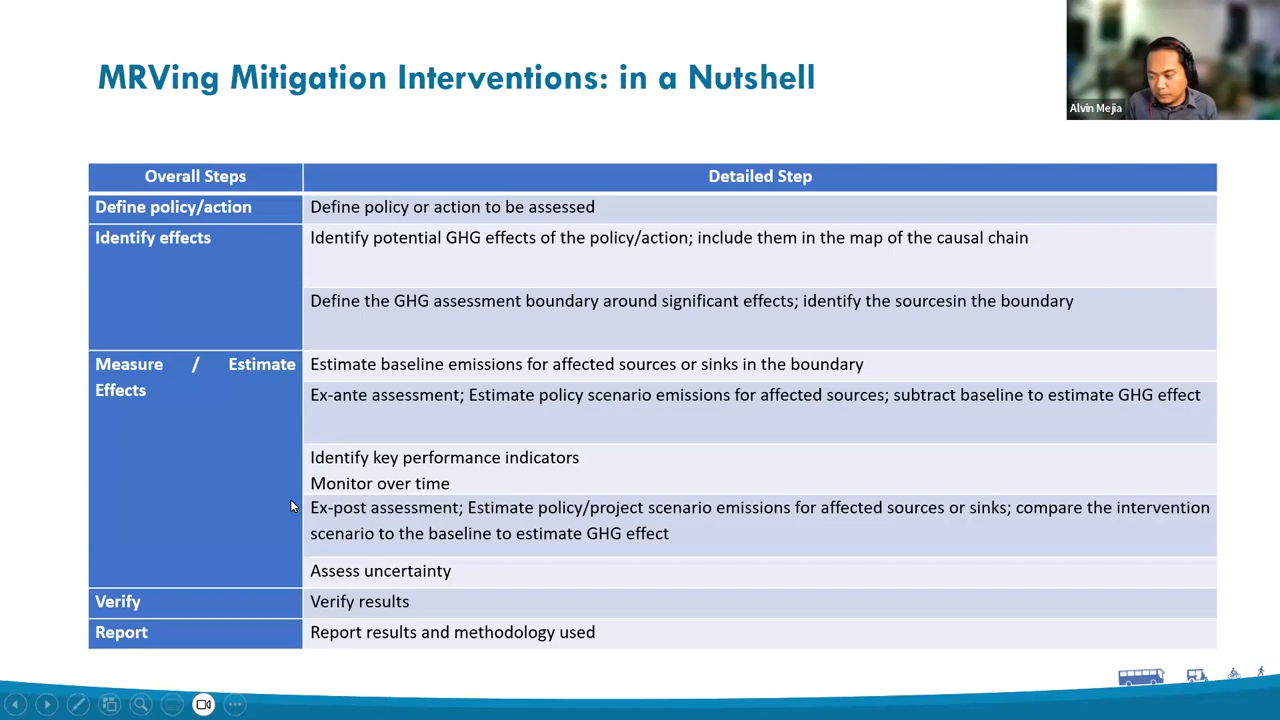 MRVing Mitigation Interventions: in a Nutshell
Alvin Mejia
Overall Steps
Detailed Step
Define policy/action
Define policy or action to be assessed
Identify effects
Identify potential GHG effects of the policy/action; include them in the map of the causal chain
Define the GHG assessment boundary around significant effects; identify the sourcesin the boundary
Measure / Estimate
Effects
Estimate baseline emissions for affected sources or sinks in the boundary
Ex-ante assessment; Estimate policy scenario emissions for affected sources; subtract baseline to estimate GHG effect
Identify key performance indicators
Monitor over time
Ex-post assessment; Estimate policy/project scenario emissions for affected sources or sinks; compare the intervention
scenario to the baseline to estimate GHG effect
Assess uncertainty
Verify
Verify results
Report
Report results and methodology used